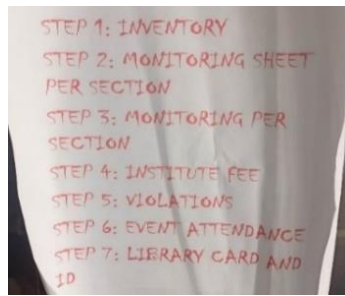 STEP 1: INVENTORY
STEP 2: MONITORING SHEET
PER SECTION
STEP 3: MONITORING PER
SECTION
STEP 4: INSTITUTE FEE
STEP 5: VIOLATIONS
STEP 6: EVENT ATTENDANCE
STEP 7: LIBRARY CARD AND
ID